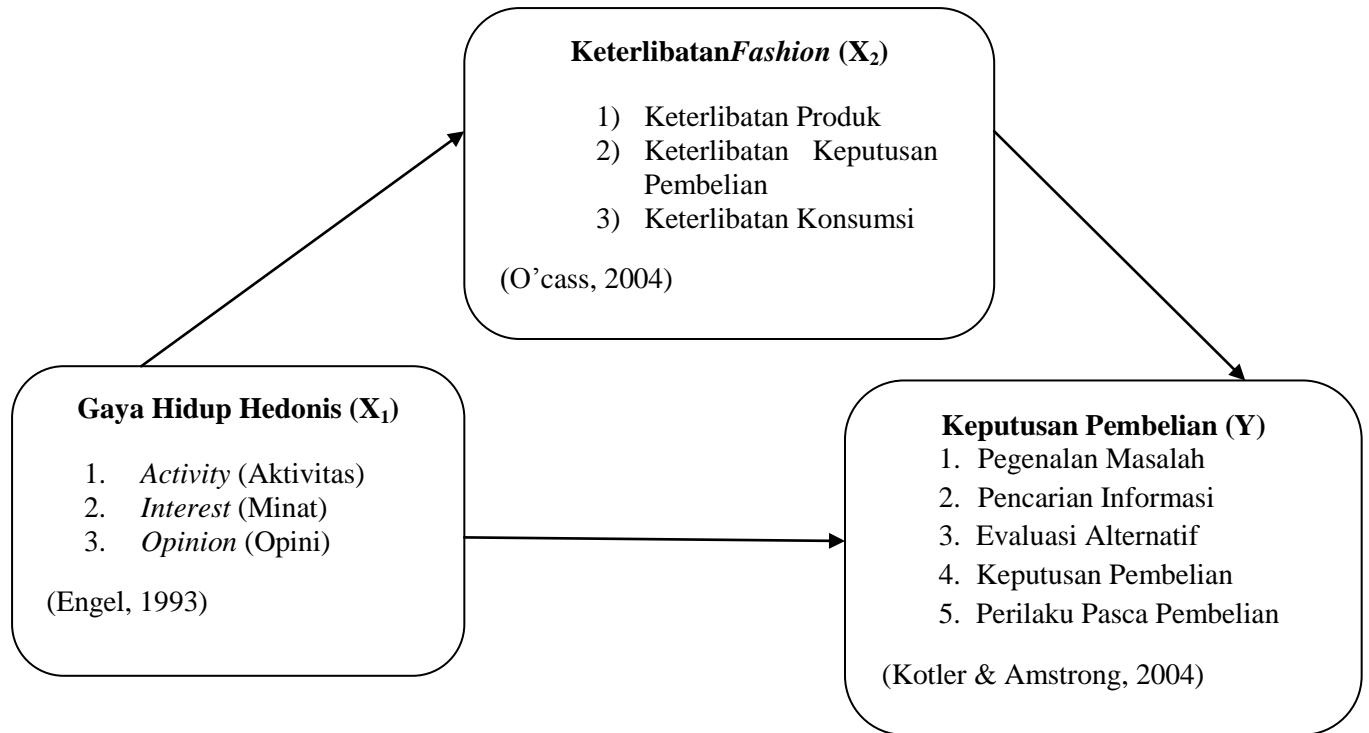 KeterlibatanFashion (X₂)
1) Keterlibatan Produk
2) Keterlibatan Keputusan
Pembelian
3) Keterlibatan Konsumsi
(O’cass, 2004)
Gaya Hidup Hedonis (X₁)
1. Activity (Aktivitas)
2. Interest (Minat)
3. Opinion (Opini)
(Engel, 1993)
Keputusan Pembelian (Y)
1. Pegenalan Masalah
2. Pencarian Informasi
3. Evaluasi Alternatif
4. Keputusan Pembelian
5. Perilaku Pasca Pembelian
(Kotler & Amstrong, 2004)